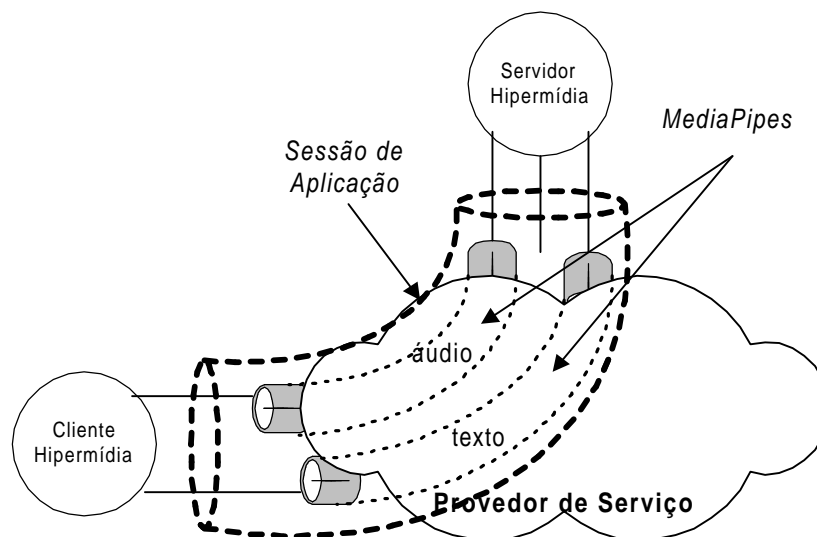 Servidor
Hipermídia
MediaPipes
Sessão de
Aplicação
áudio
Cliente
Hipermídia
texto
Provedor de Serviço